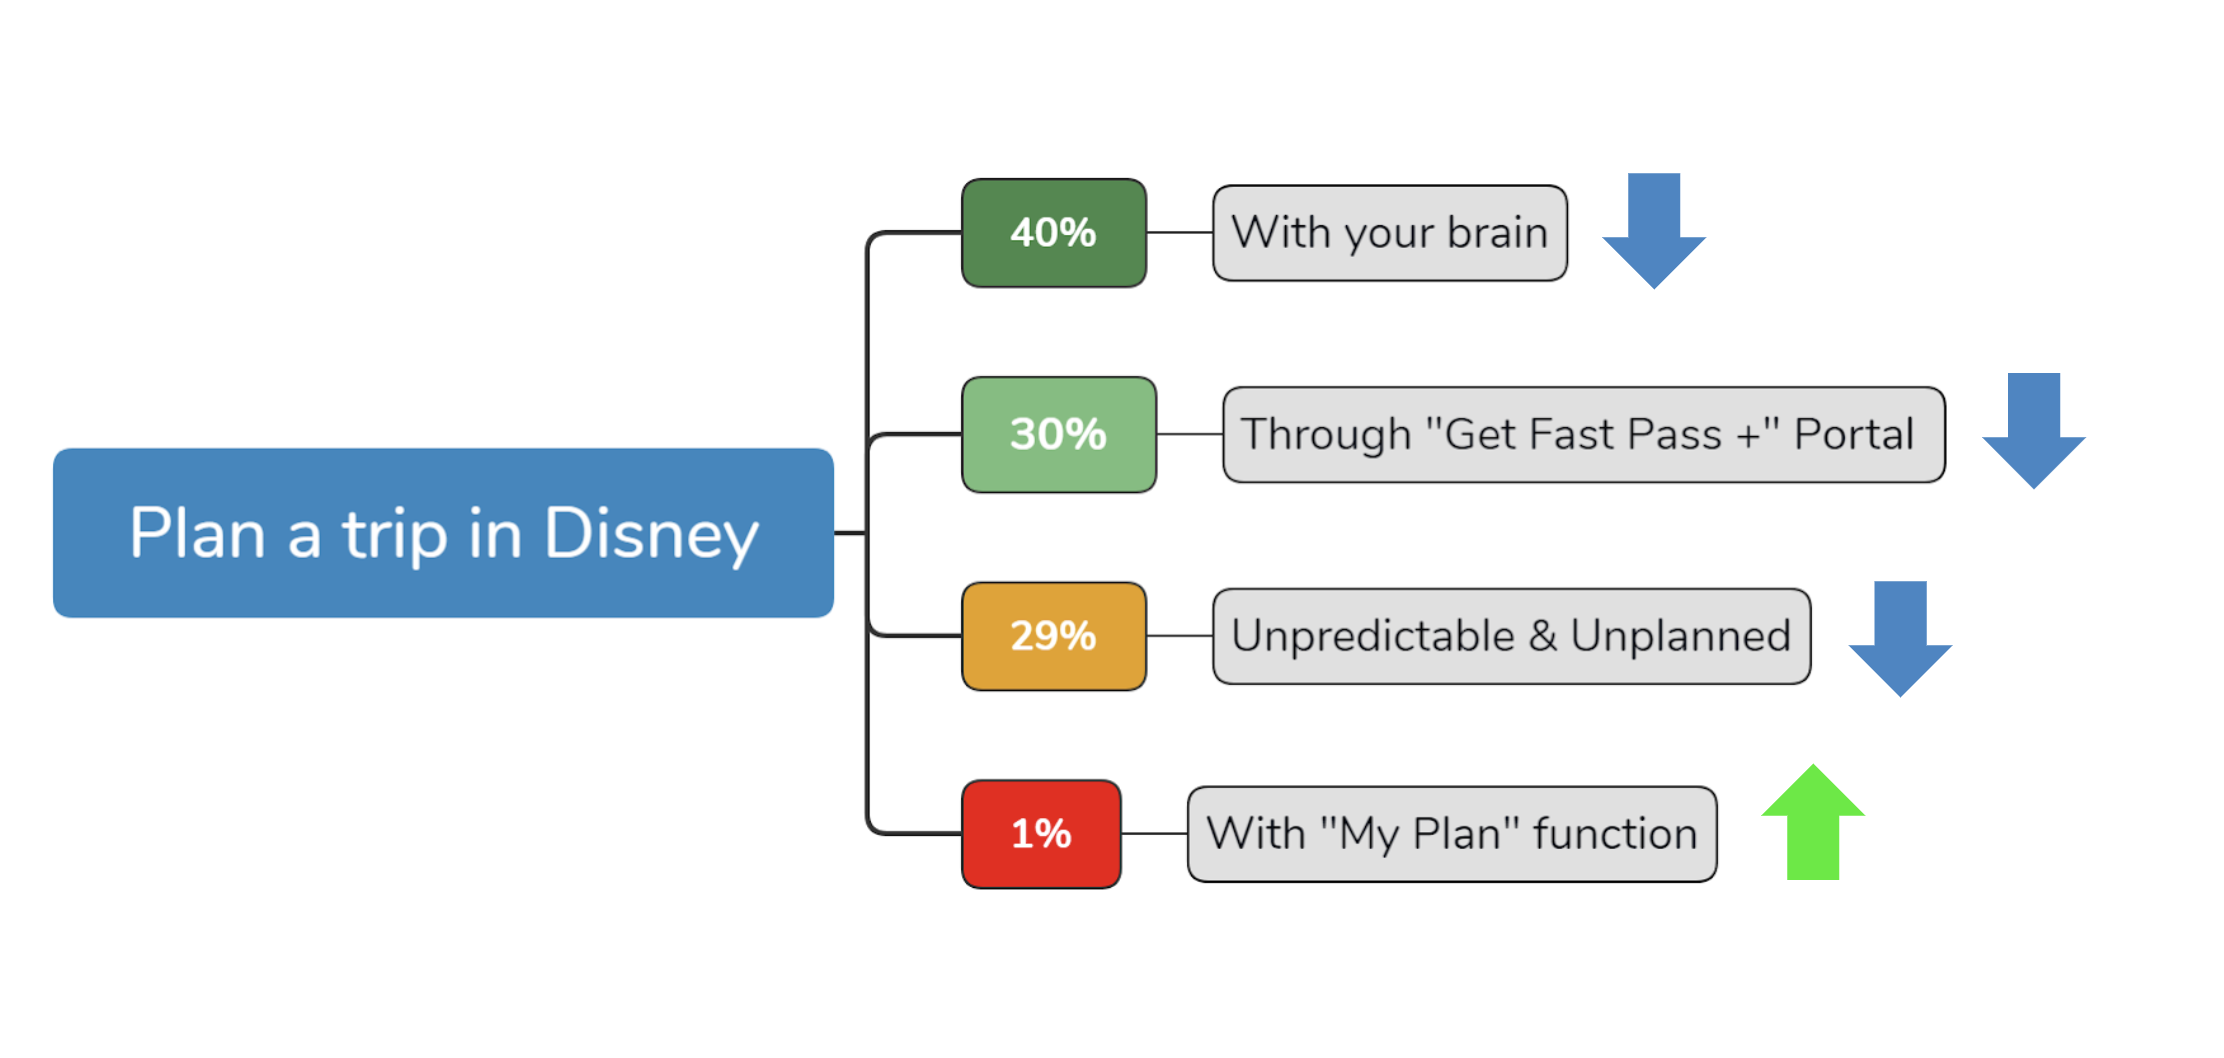 Plan a trip in Disney
40%
With your brain
30%
Through "Get Fast Pass +" Portal
29%
Unpredictable & Unplanned
1%
With "My Plan" function